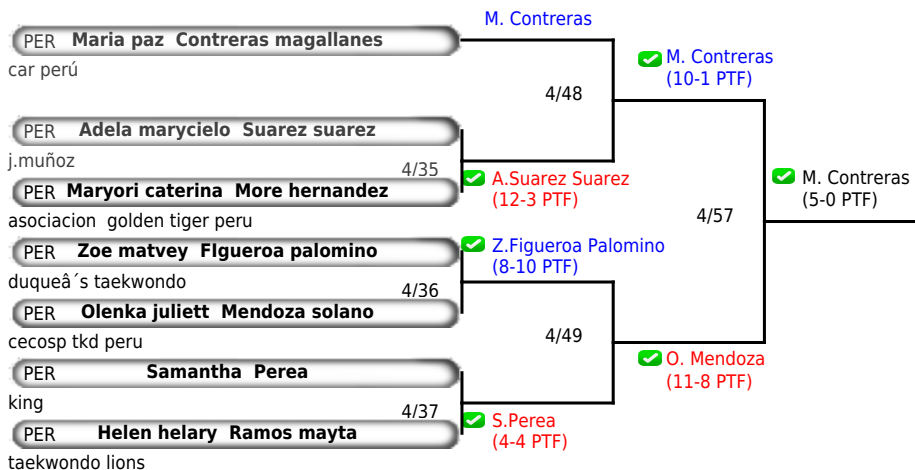 M. Contreras
PER Maria paz Contreras magallanes
car perú
M. Contreras
(10-1 PTF)
4/48
PER Adela marycielo Suarez suarez
j.muñoz
4/35
PER Maryori caterina More hernandez
asociacion golden tiger peru
A.Suarez Suarez
(12-3 PTF)
M. Contreras
(5-0 PTF)
4/57
PER Zoe matvey FIgueroa palomino
duqueâ´s taekwondo
Z.Figueroa Palomino
(8-10 PTF)
4/36
PER Olenka juliett Mendoza solano
cecosp tkd peru
4/49
O. Mendoza
(11-8 PTF)
PER Samantha Perea
king
4/37
PER Helen helary Ramos mayta
taekwondo lions
S.Perea
(4-4 PTF)